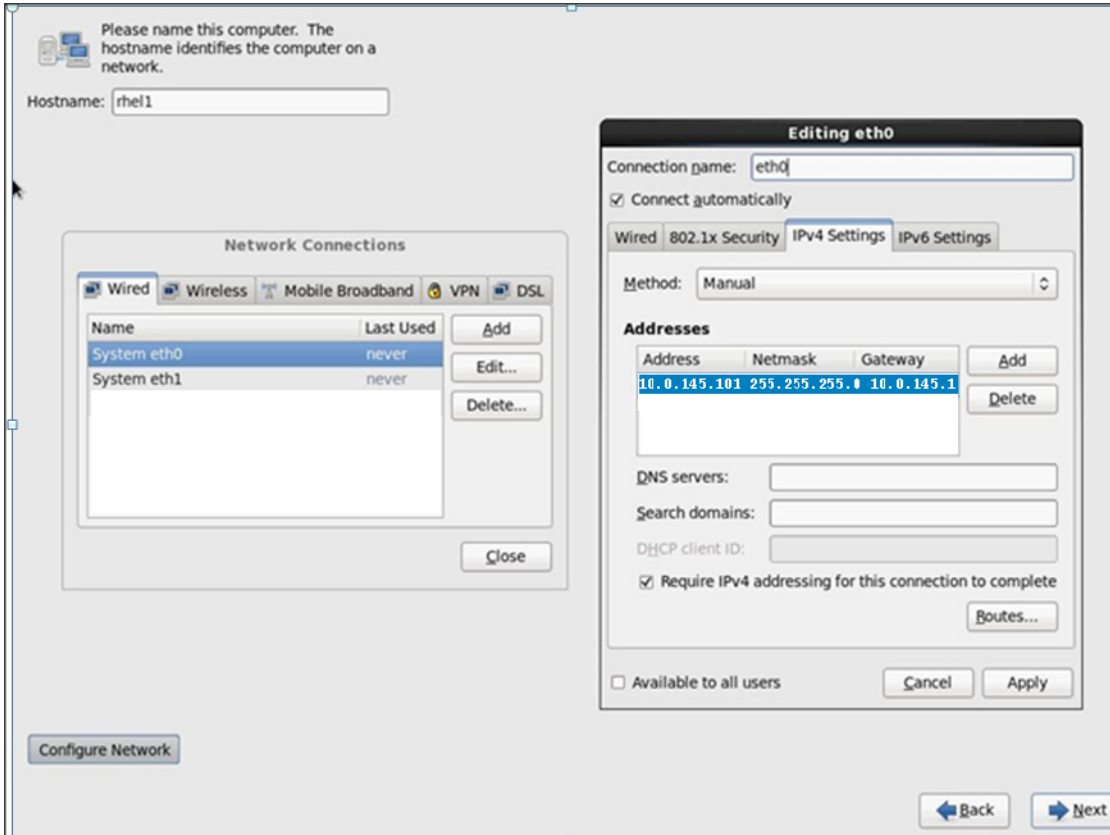 Please name this computer. The
hostname identifies the computer on a
network.
Hostname: rhel1
Network Connections
Wired Wireless Mobile Broadband VPN DSL
Name Last Used
System eth0 never
System eth1 never
Add
Edit...
Delete...
Close
Editing eth0
Connection name: eth0
Connect automatically
Wired 802.1x Security IPv4 Settings IPv6 Settings
Method: Manual
Addresses
Address Netmask Gateway
10.0.145.101 255.255.255.0 10.0.145.1
Add
Delete
DNS servers:
Search domains:
DHCP client ID:
Require IPv4 addressing for this connection to complete
Routes...
Available to all users
Cancel Apply
Configure Network
Back Next